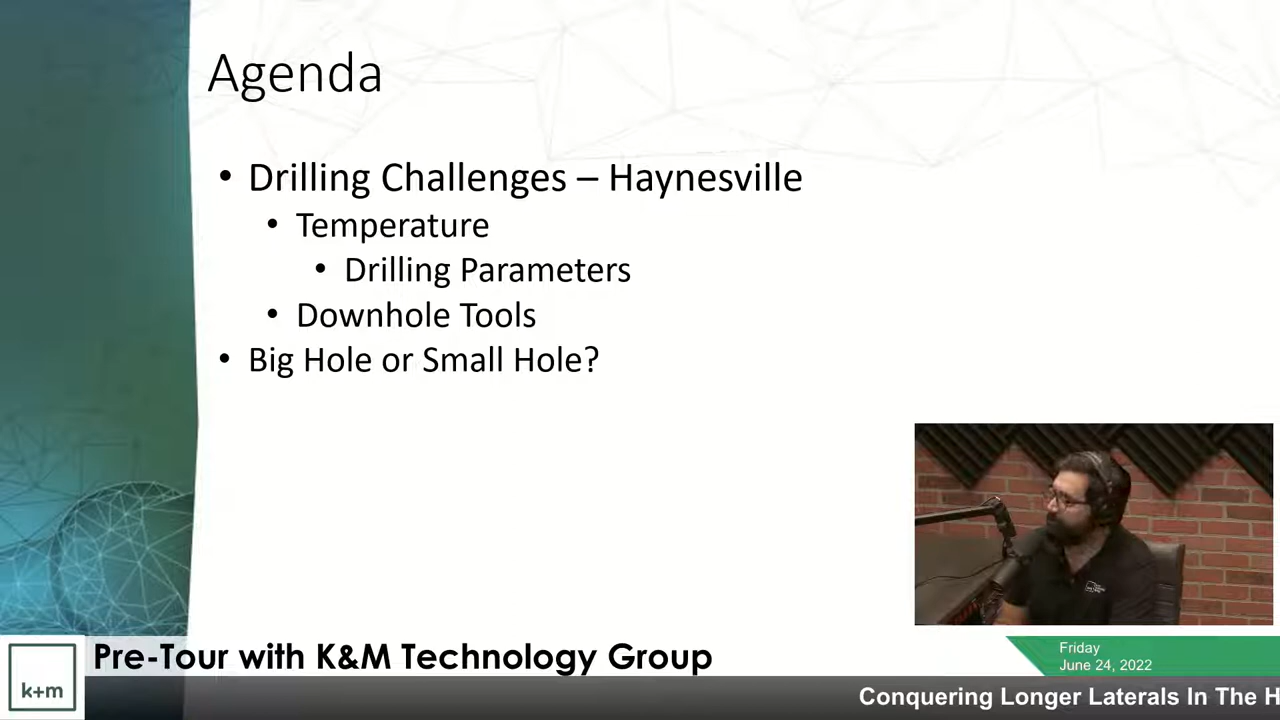 Agenda
• Drilling Challenges – Haynesville
• Temperature
• Drilling Parameters
• Downhole Tools
• Big Hole or Small Hole?
k+m
Pre-Tour with K&M Technology Group
Friday
June 24, 2022
Conquering Longer Laterals In The H